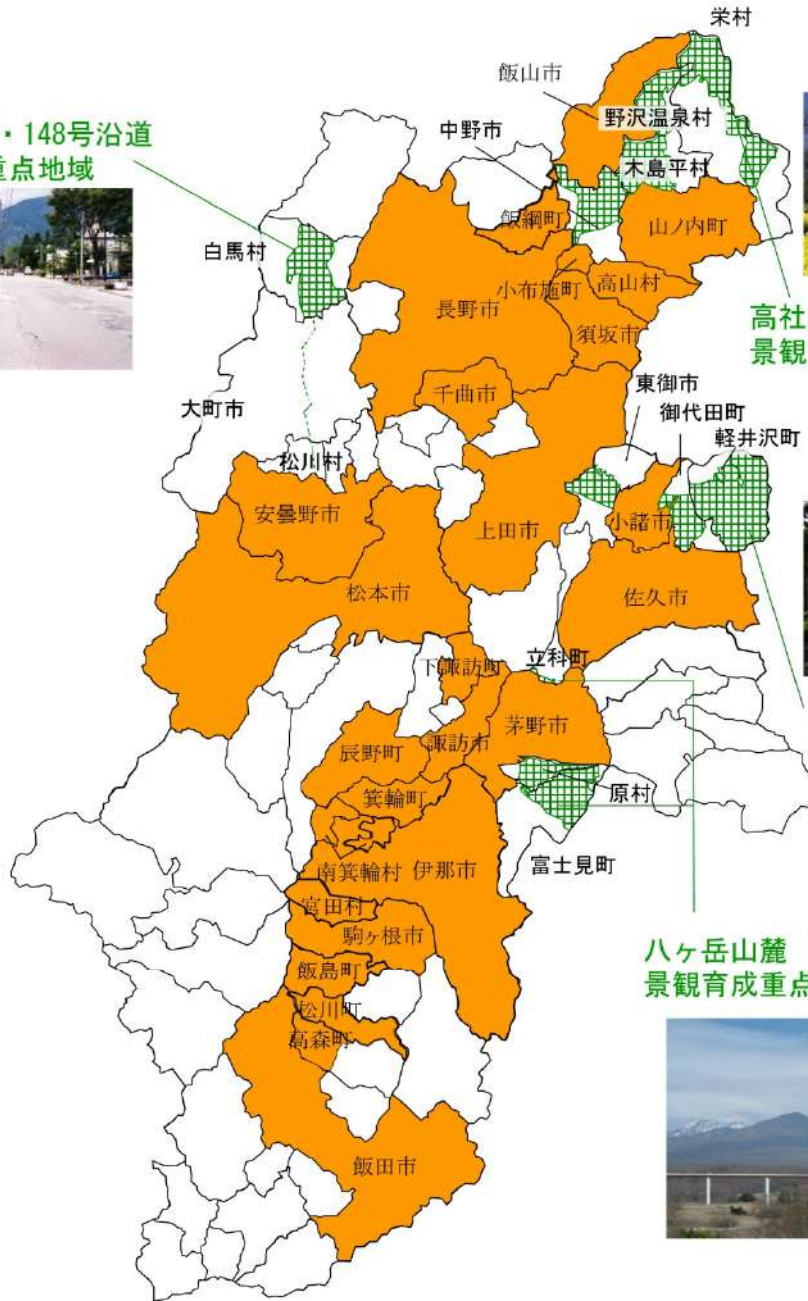 栄村
飯山市
・148号沿道
重点地域
中野市
野沢温泉村
木島平村
飯綱町
山ノ内町
白馬村
小布施町
高山村
長野市
須坂市
高社
景観
千曲市
東御市
御代田町
軽井沢町
大町市
松川村
安曇野市
上田市
小諸市
松本市
佐久市
下諏訪町
立科町
辰野町
諏訪市
茅野市
箕輪町
原村
南箕輪村
伊那市
富士見町
宮田村
駒ヶ根市
八ヶ岳山麓
景観育成重点
飯島町
松川町
高森町
飯田市